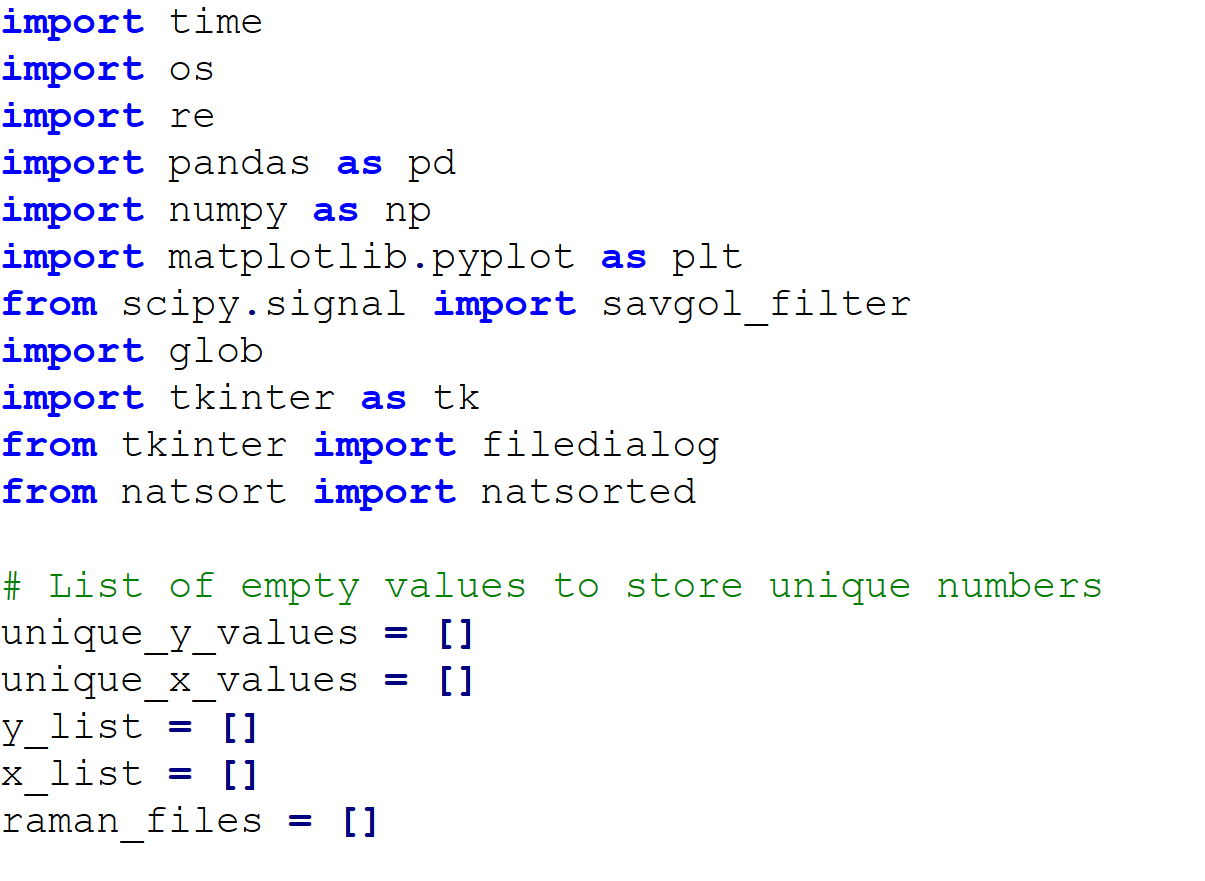 import time
import os
import re
import pandas as pd
import numpy as np
import matplotlib.pyplot as plt
from scipy.signal import savgol_filter
import glob
import tkinter as tk
from tkinter import filedialog
from natsort import natsorted

# List of empty values to store unique numbers
unique_y_values = []
unique_x_values = []
y_list = []
x_list = []
raman_files = []